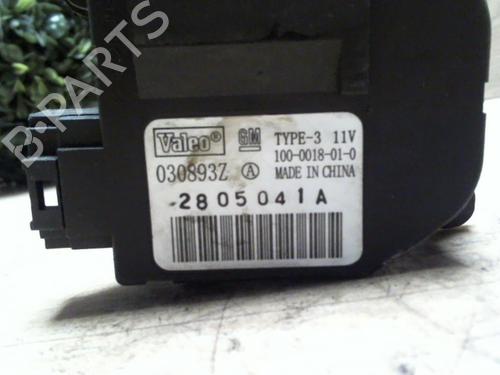 B-PARTS
Valeo® GM TYPE-3 11V
100-0018-01-0
030893Z A MADE IN CHINA
-2805041A